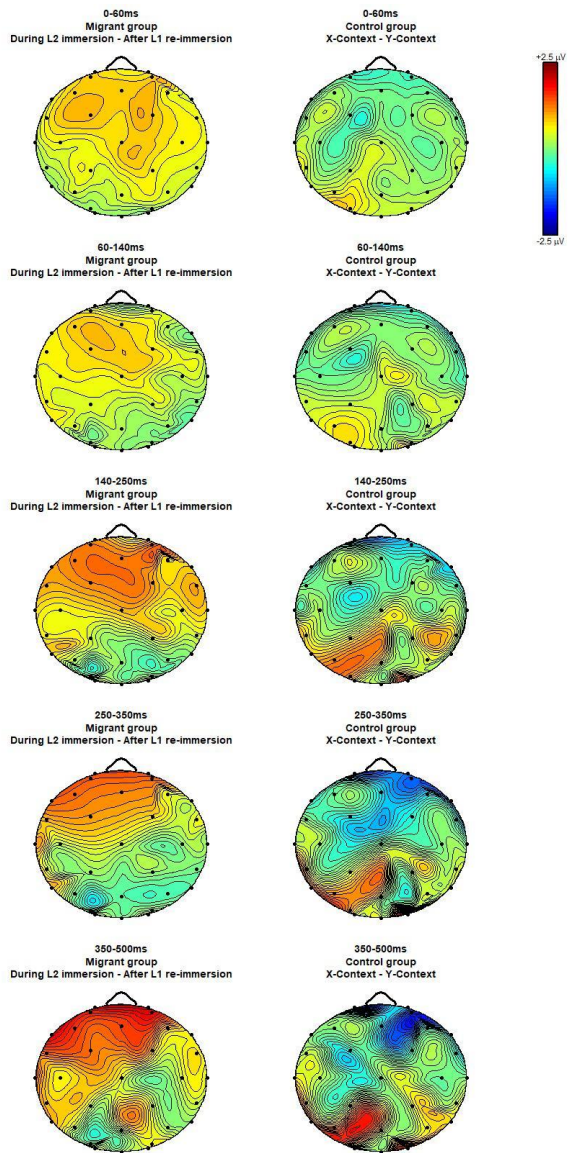 0-60ms
Migrant group
During L2 immersion - After L1 re-immersion
0-60ms
Control group
X-Context - Y-Context
+2.5 µV
-2.5 µV
60-140ms
Migrant group
During L2 immersion - After L1 re-immersion
60-140ms
Control group
X-Context - Y-Context
140-250ms
Migrant group
During L2 immersion - After L1 re-immersion
140-250ms
Control group
X-Context - Y-Context
250-350ms
Migrant group
During L2 immersion - After L1 re-immersion
250-350ms
Control group
X-Context - Y-Context
350-500ms
Migrant group
During L2 immersion - After L1 re-immersion
350-500ms
Control group
X-Context - Y-Context